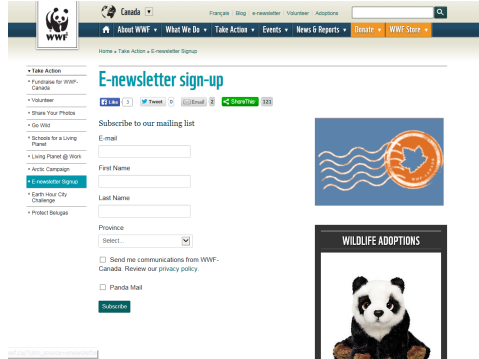 WWF
Canada
Français Blog e-newsletter Volunteer Adoptions
About WWF What We Do Take Action Events News & Reports Donate WWF Store
Home » Take Action » E-newsletter Signup
Take Action
Fundraise for WWF-
Canada
Volunteer
Share Your Photos
Go Wild
Schools for a Living
Planet
Living Planet @ Work
Arctic Campaign
E-newsletter Signup
Earth Hour City
Challenge
Protect Belugas
E-newsletter sign-up
Like 3 Tweet 0 Email 2 ShareThis 121
Subscribe to our mailing list
E-mail
First Name
Last Name
Province
Select...
Send me communications from WWF-
Canada. Review our privacy policy.
Panda Mail
Subscribe
WILDLIFE ADOPTIONS